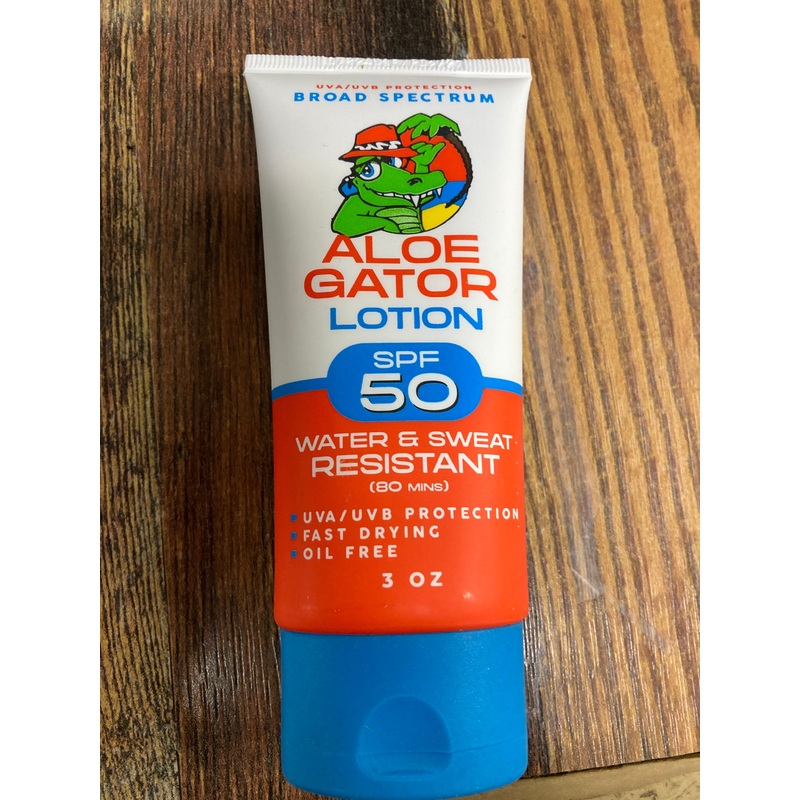 UVA/UVB PROTECTION
BROAD SPECTRUM
ALOE
GATOR
LOTION
SPF
50
WATER & SWEAT
RESISTANT
(80 MINS)
▪ UVA/UVB PROTECTION
▪ FAST DRYING
▪ OIL FREE
3 OZ